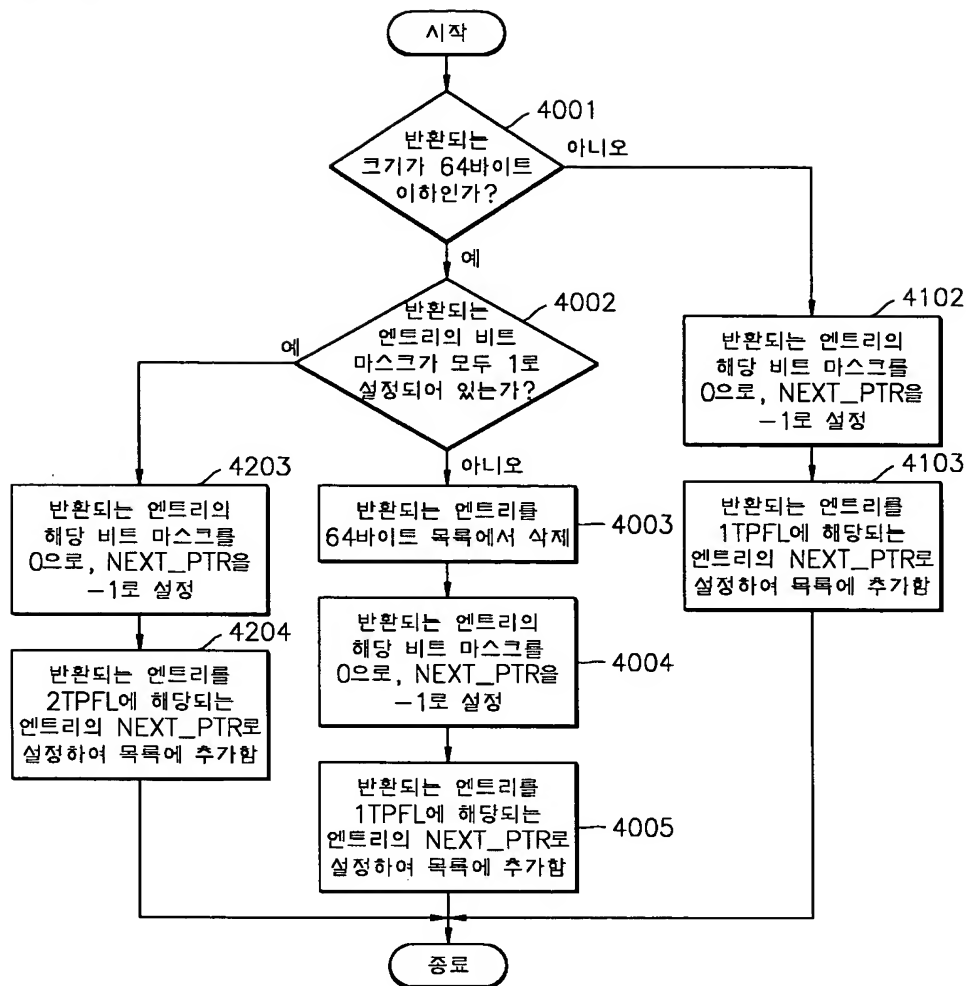 시작
4001
반환되는
크기가 64바이트
이하인가?
아니오
예
4002
반환되는
엔트리의 비트
마스크가 모두 1로
설정되어 있는가?
예
아니오
4102
반환되는 엔트리의
해당 비트 마스크를
0으로, NEXT_PTR을
-1로 설정
4203
반환되는 엔트리의
해당 비트 마스크를
0으로, NEXT_PTR을
-1로 설정
4003
반환되는 엔트리를
64바이트 목록에서 삭제
4103
반환되는 엔트리를
1TPFL에 해당되는
엔트리의 NEXT_PTR로
설정하여 목록에 추가함
4204
반환되는 엔트리를
2TPFL에 해당되는
엔트리의 NEXT_PTR로
설정하여 목록에 추가함
4004
반환되는 엔트리의
해당 비트 마스크를
0으로, NEXT_PTR을
-1로 설정
4005
반환되는 엔트리를
1TPFL에 해당되는
엔트리의 NEXT_PTR로
설정하여 목록에 추가함
종료